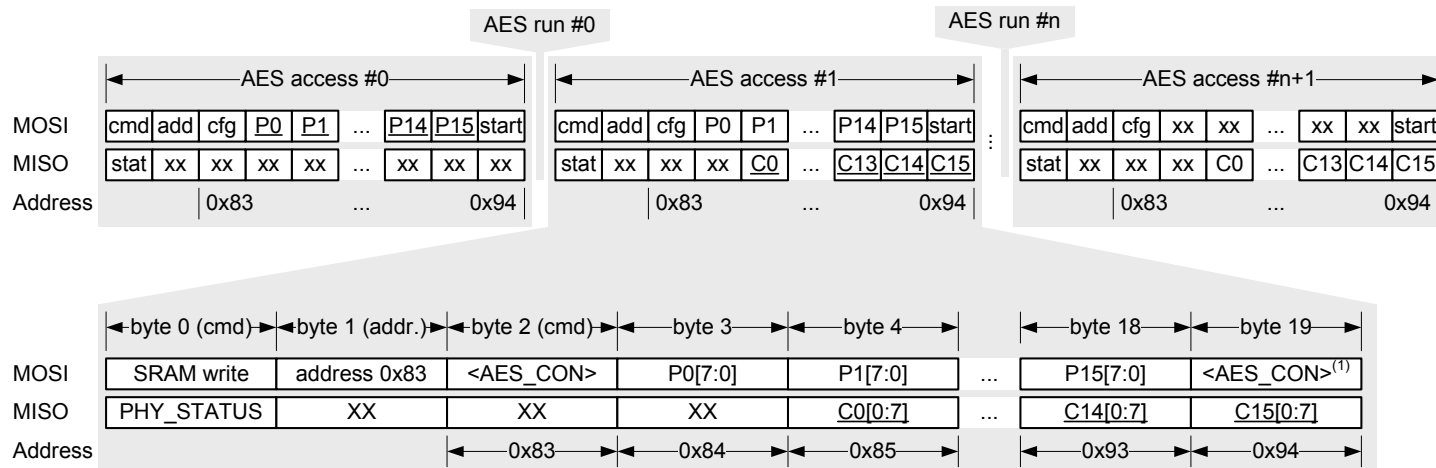 AES run #0
AES run #n
AES access #0 AES access #1 AES access #n+1
MOSI cmd add cfg P0 P1 ... P14 P15 start cmd add cfg P0 P1 ... P14 P15 start ... cmd add cfg xx xx ... xx xx start
MISO stat xx xx xx xx ... xx xx xx stat xx xx xx C0 ... C13 C14 C15 stat xx xx xx C0 ... C13 C14 C15
Address 0x83 ... 0x94 0x83 ... 0x94 0x83 ... 0x94
byte 0 (cmd) byte 1 (addr.) byte 2 (cmd) byte 3 byte 4 byte 18 byte 19
MOSI SRAM write address 0x83 <AES_CON> P0[7:0] P1[7:0] ... P15[7:0] <AES_CON>(1)
MISO PHY_STATUS XX XX XX C0[0:7] ... C14[0:7] C15[0:7]
Address 0x83 0x84 0x85 0x93 0x94